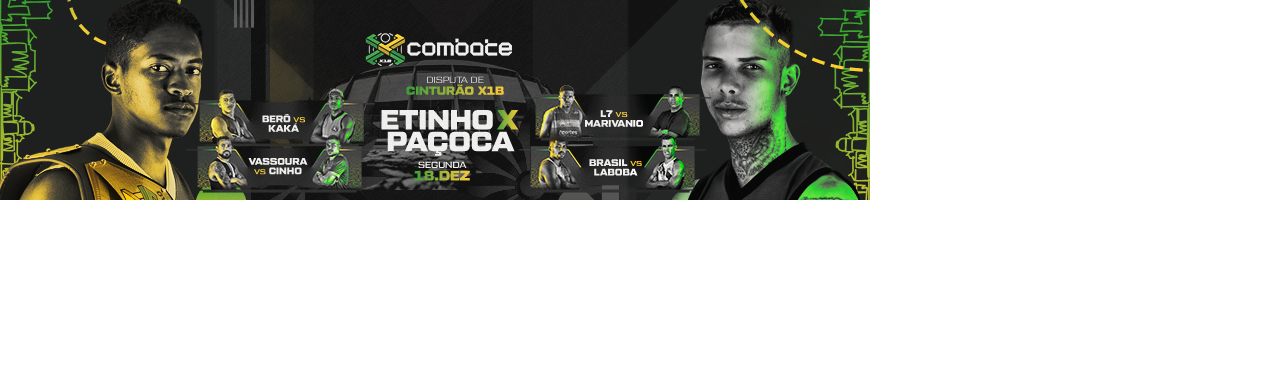 X1B
combate
DISPUTA DE
CINTURÃO X1B
ETINHO X
PAÇOCA
SEGUNDA
18.DEZ
BERÔ VS
KAKÁ
VASSOURA
VS CINHO
L7 VS
MARIVANIO
BRASIL VS
LABOBA